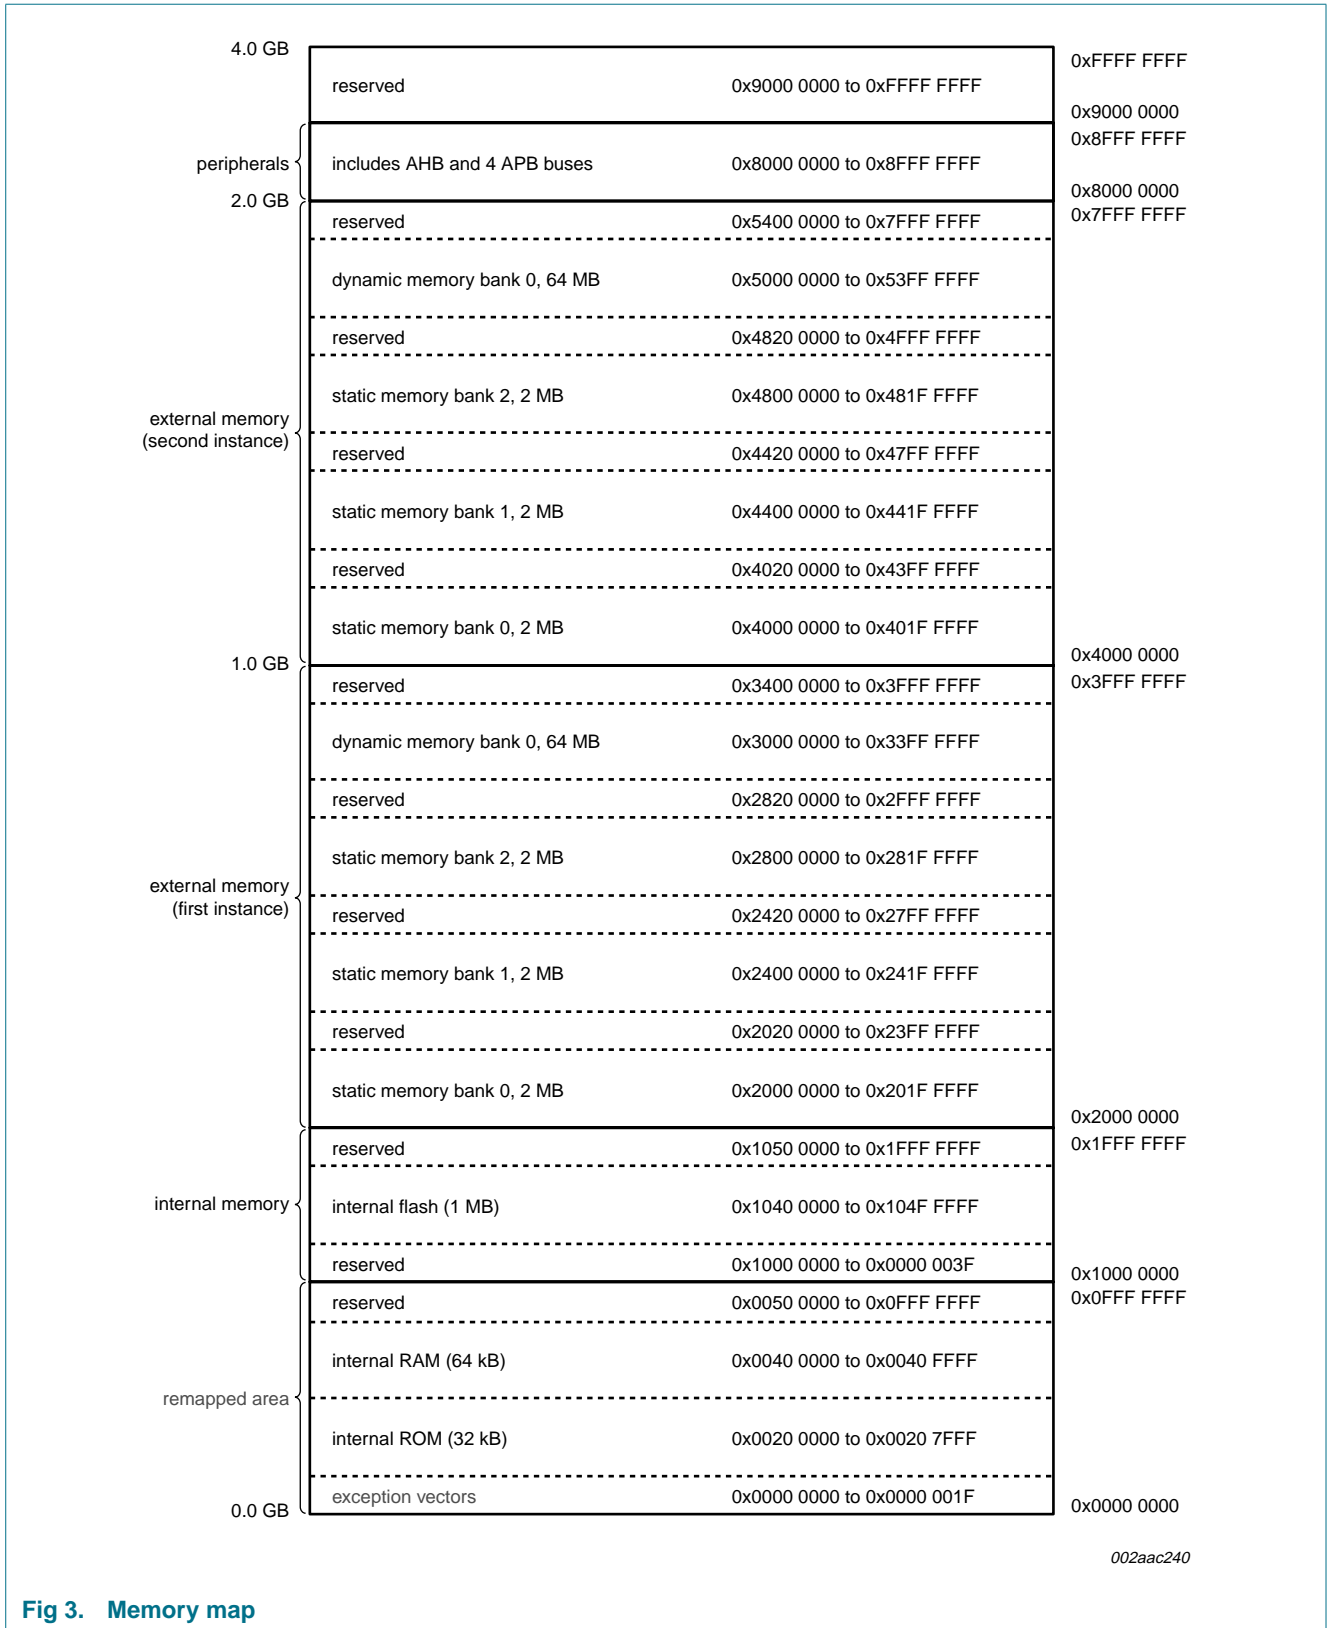 4.0 GB
0xFFFF FFFF
reserved 0x9000 0000 to 0xFFFF FFFF
0x9000 0000
0x8FFF FFFF
peripherals includes AHB and 4 APB buses 0x8000 0000 to 0x8FFF FFFF
0x8000 0000
2.0 GB
0x7FFF FFFF
reserved 0x5400 0000 to 0x7FFF FFFF
dynamic memory bank 0, 64 MB 0x5000 0000 to 0x53FF FFFF
reserved 0x4820 0000 to 0x4FFF FFFF
static memory bank 2, 2 MB 0x4800 0000 to 0x481F FFFF
external memory
(second instance)
reserved 0x4420 0000 to 0x47FF FFFF
static memory bank 1, 2 MB 0x4400 0000 to 0x441F FFFF
reserved 0x4020 0000 to 0x43FF FFFF
static memory bank 0, 2 MB 0x4000 0000 to 0x401F FFFF
0x4000 0000
1.0 GB
0x3FFF FFFF
reserved 0x3400 0000 to 0x3FFF FFFF
dynamic memory bank 0, 64 MB 0x3000 0000 to 0x33FF FFFF
reserved 0x2820 0000 to 0x2FFF FFFF
static memory bank 2, 2 MB 0x2800 0000 to 0x281F FFFF
external memory
(first instance)
reserved 0x2420 0000 to 0x27FF FFFF
static memory bank 1, 2 MB 0x2400 0000 to 0x241F FFFF
reserved 0x2020 0000 to 0x23FF FFFF
static memory bank 0, 2 MB 0x2000 0000 to 0x201F FFFF
0x2000 0000
0x1FFF FFFF
reserved 0x1050 0000 to 0x1FFF FFFF
internal memory internal flash (1 MB) 0x1040 0000 to 0x104F FFFF
reserved 0x1000 0000 to 0x0000 003F
0x1000 0000
0x0FFF FFFF
reserved 0x0050 0000 to 0x0FFF FFFF
internal RAM (64 kB) 0x0040 0000 to 0x0040 FFFF
remapped area
internal ROM (32 kB) 0x0020 0000 to 0x0020 7FFF
exception vectors 0x0000 0000 to 0x0000 001F
0.0 GB
0x0000 0000
002aac240
Fig 3. Memory map